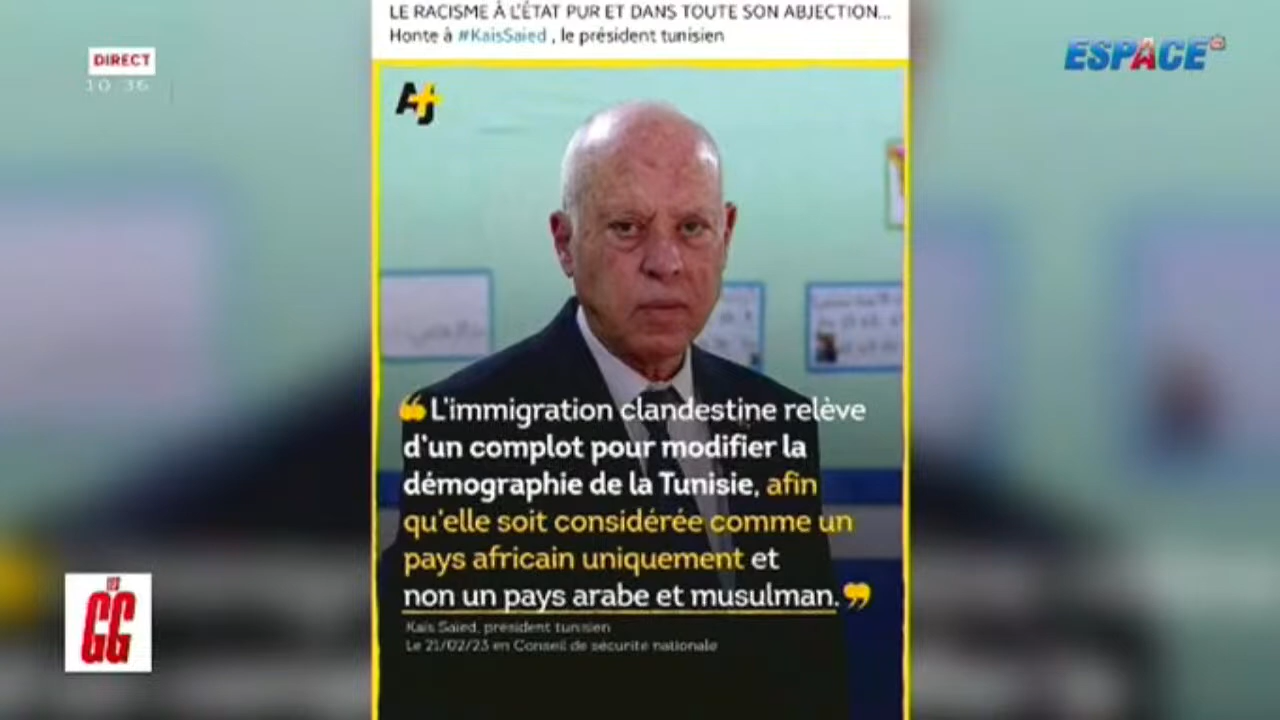 LE RACISME À L'ÉTAT PUR ET DANS TOUTE SON ABJECTION...
Honte à #KaisSaied , le président tunisien
DIRECT
10:36
ESPACE
AJ+
“L'immigration clandestine relève
d'un complot pour modifier la
démographie de la Tunisie, afin
qu'elle soit considérée comme un
pays africain uniquement et
non un pays arabe et musulman.”
Kaïs Saied, président tunisien
Le 21/02/23 en Conseil de sécurité nationale
LES
GG